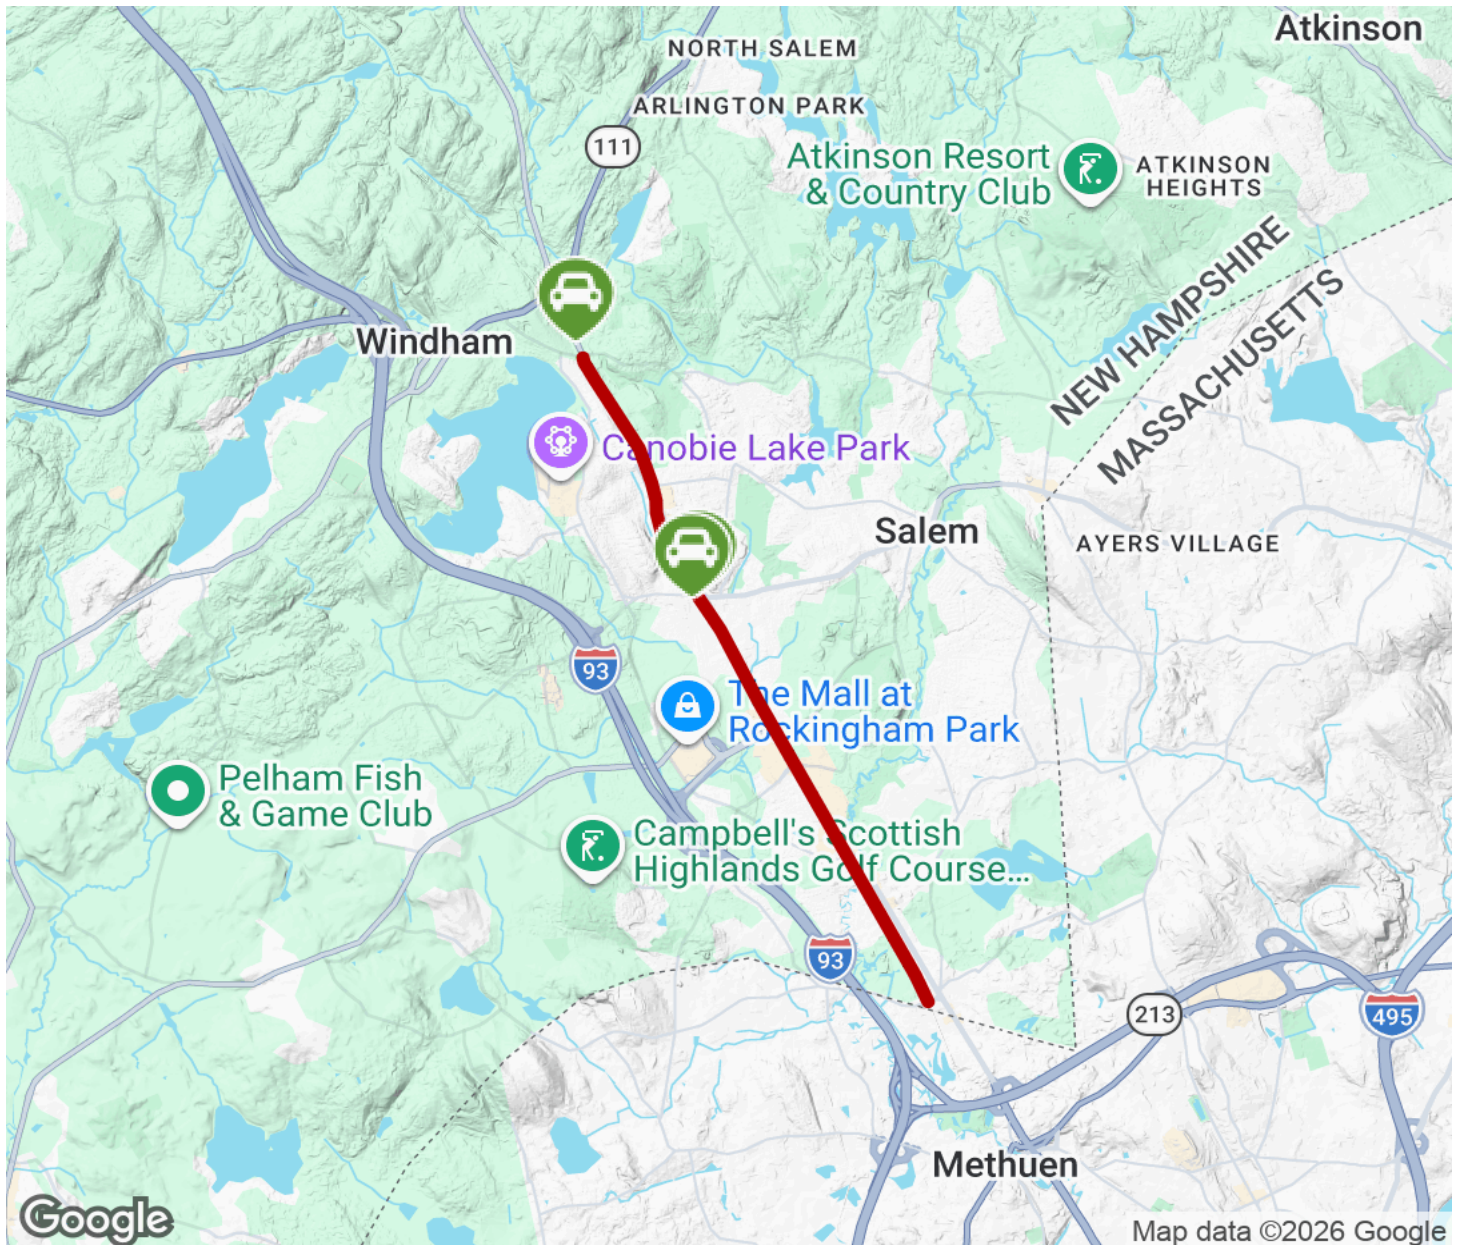 Atkinson
NORTH SALEM
ARLINGTON PARK
111
Atkinson Resort
& Country Club
ATKINSON
HEIGHTS
NEW HAMPSHIRE
MASSACHUSETTS
Windham
Canobie Lake Park
Salem
AYERS VILLAGE
93
The Mall at
Rockingham Park
Pelham Fish
& Game Club
Campbell's Scottish
Highlands Golf Course...
93
213
495
Methuen
Google
Map data ©2026 Google